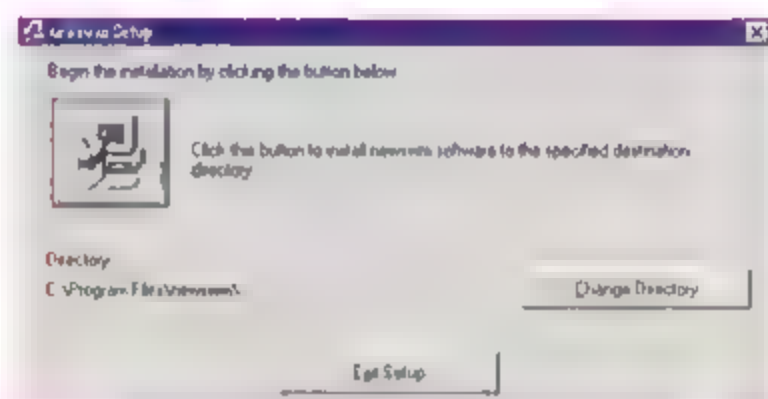 Setup
Begin the installation by clicking the button below
Click this button to install software to the specified destination
directory
Directory
C:\Program Files\
Change Directory
Exit Setup